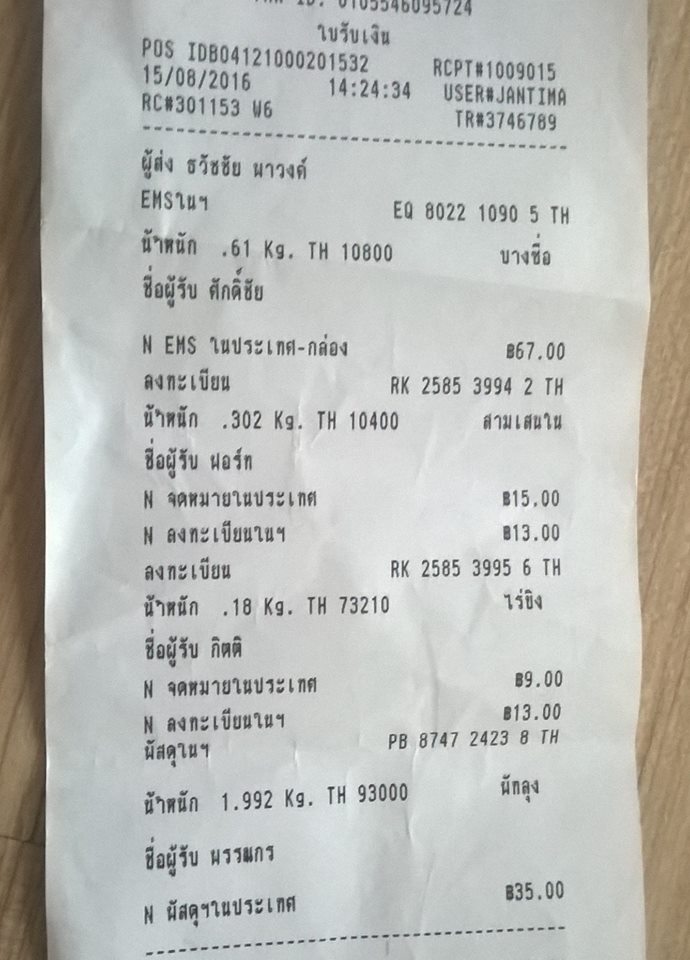 ID: 0105546095724
ใบรับเงิน
POS IDB04121000201532 RCPT#1009015
15/08/2016 14:24:34 USER#JANTIMA
RC#301153 W6 TR#3746789
ผู้ส่ง ธวัชชัย ผาวงค์
EMSในฯ EQ 8022 1090 5 TH
น้ำหนัก .61 Kg. TH 10800 บางซื่อ
ชื่อผู้รับ ศักดิ์ชัย
N EMS ในประเทศ-กล่อง ฿67.00
ลงทะเบียน RK 2585 3994 2 TH
น้ำหนัก .302 Kg. TH 10400 สามเสนใน
ชื่อผู้รับ ฟอร์ท
N จดหมายในประเทศ ฿15.00
N ลงทะเบียนในฯ ฿13.00
ลงทะเบียน RK 2585 3995 6 TH
น้ำหนัก .18 Kg. TH 73210 ไร่ขิง
ชื่อผู้รับ กิตติ
N จดหมายในประเทศ ฿9.00
N ลงทะเบียนในฯ ฿13.00
พัสดุในฯ PB 8747 2423 8 TH
น้ำหนัก 1.992 Kg. TH 93000 พัทลุง
ชื่อผู้รับ พรรณกร
N พัสดุฯในประเทศ ฿35.00